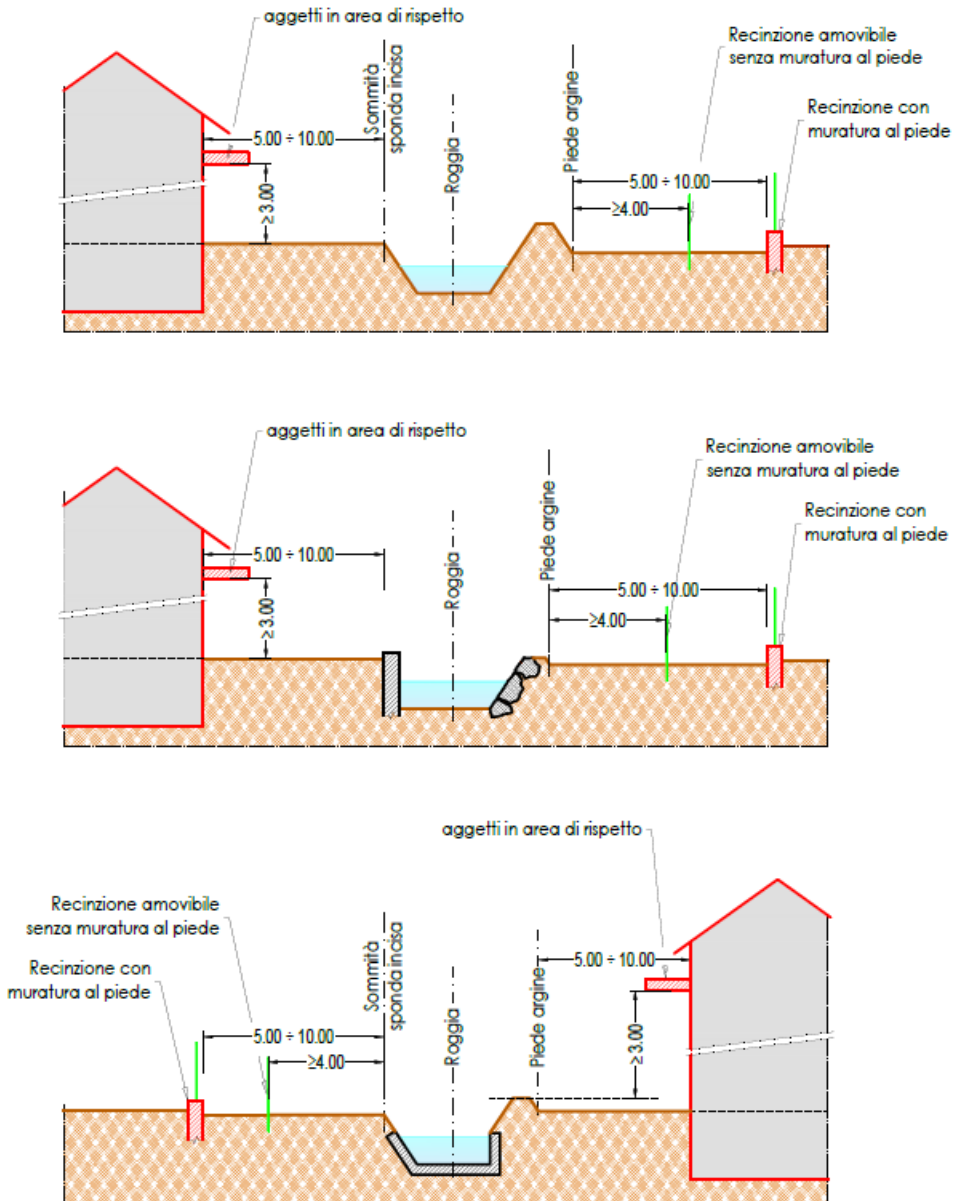 aggetti in area di rispetto
Recinzione amovibile
senza muratura al piede
Recinzione con
muratura al piede
Sommità
sponda incisa
Roggia
Piede argine
5.00 ÷ 10.00
≥3.00
5.00 ÷ 10.00
≥4.00
aggetti in area di rispetto
Recinzione amovibile
senza muratura al piede
Recinzione con
muratura al piede
Roggia
Piede argine
5.00 ÷ 10.00
≥3.00
5.00 ÷ 10.00
≥4.00
aggetti in area di rispetto
Recinzione amovibile
senza muratura al piede
Recinzione con
muratura al piede
Sommità
sponda incisa
Roggia
Piede argine
5.00 ÷ 10.00
5.00 ÷ 10.00
≥4.00
≥3.00